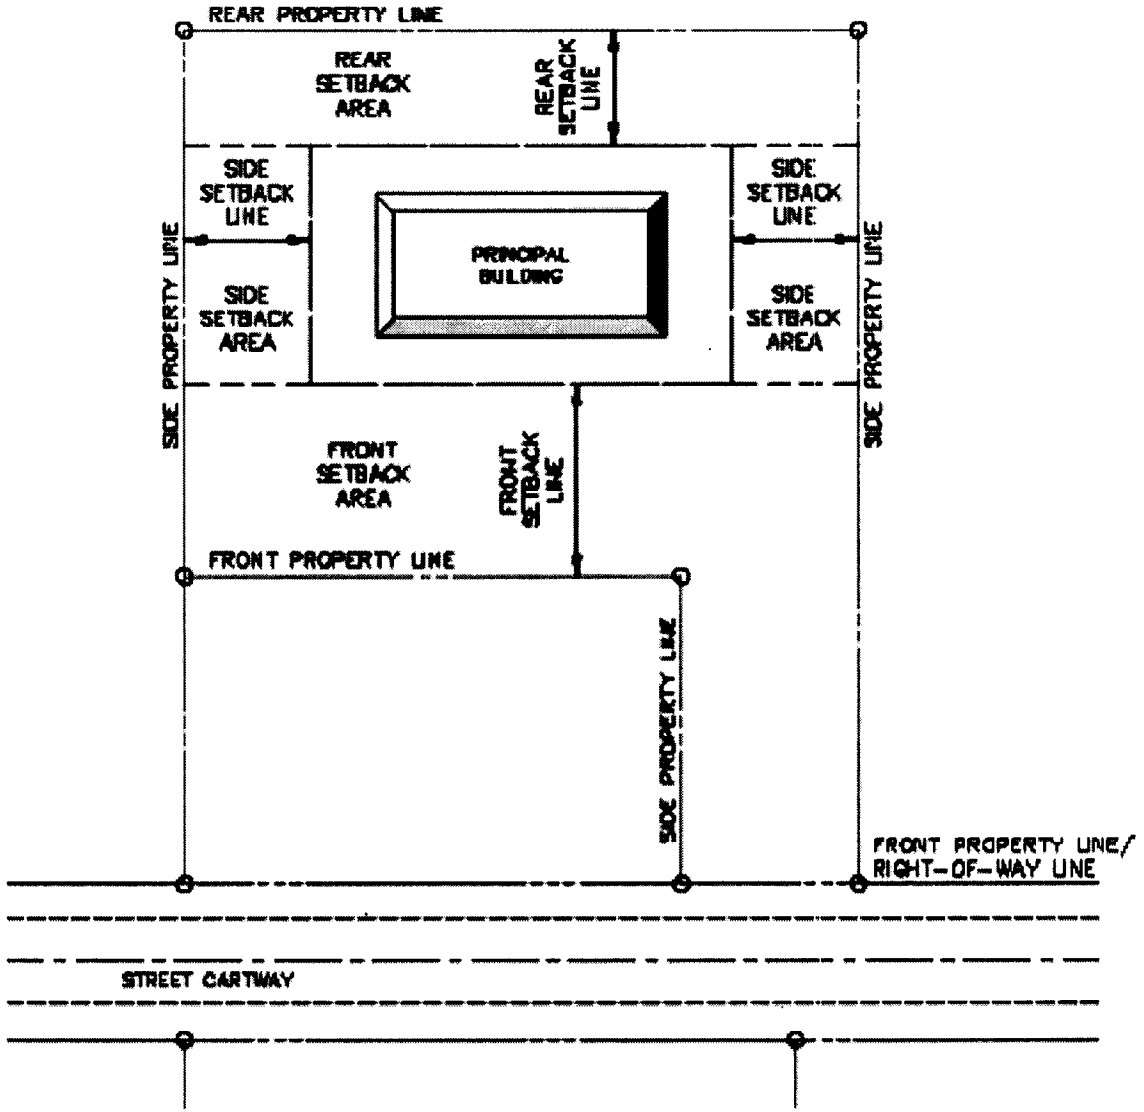 REAR PROPERTY LINE
REAR
SETBACK
AREA
REAR
SETBACK
LINE
SIDE
SETBACK
LINE
SIDE
SETBACK
LINE
SIDE PROPERTY LINE
PRINCIPAL
BUILDING
SIDE PROPERTY LINE
SIDE
SETBACK
AREA
SIDE
SETBACK
AREA
FRONT
SETBACK
AREA
FRONT
SETBACK
LINE
FRONT PROPERTY LINE
SIDE PROPERTY LINE
FRONT PROPERTY LINE/
RIGHT-OF-WAY LINE
STREET CARTWAY